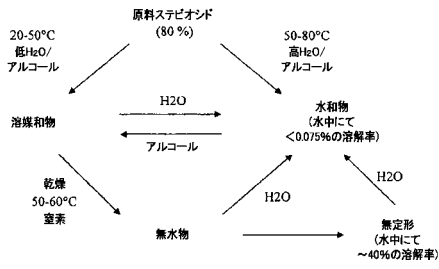 原料ステビオシド
(80 %)
20-50°C
低H2O/
アルコール
50-80°C
高H2O/
アルコール
溶媒和物
H2O
アルコール
水和物
(水中にて
<0.075%の溶解率)
乾燥
50-60°C
窒素
H2O
H2O
無水物
無定形
(水中にて
~40%の溶解率)